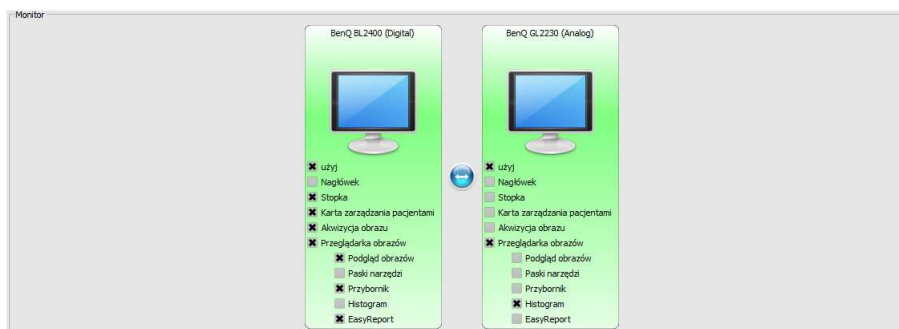 Monitor
BenQ BL2400 (Digital)
użyj
Nagłówek
Stopka
Karta zarządzania pacjentami
Akwizycja obrazu
Przeglądarka obrazów
Podgląd obrazów
Paski narzędzi
Przybornik
Histogram
EasyReport
BenQ GL2230 (Analog)
użyj
Nagłówek
Stopka
Karta zarządzania pacjentami
Akwizycja obrazu
Przeglądarka obrazów
Podgląd obrazów
Paski narzędzi
Przybornik
Histogram
EasyReport